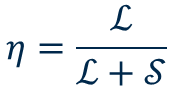 η = ℒ / (ℒ + 𝒮)